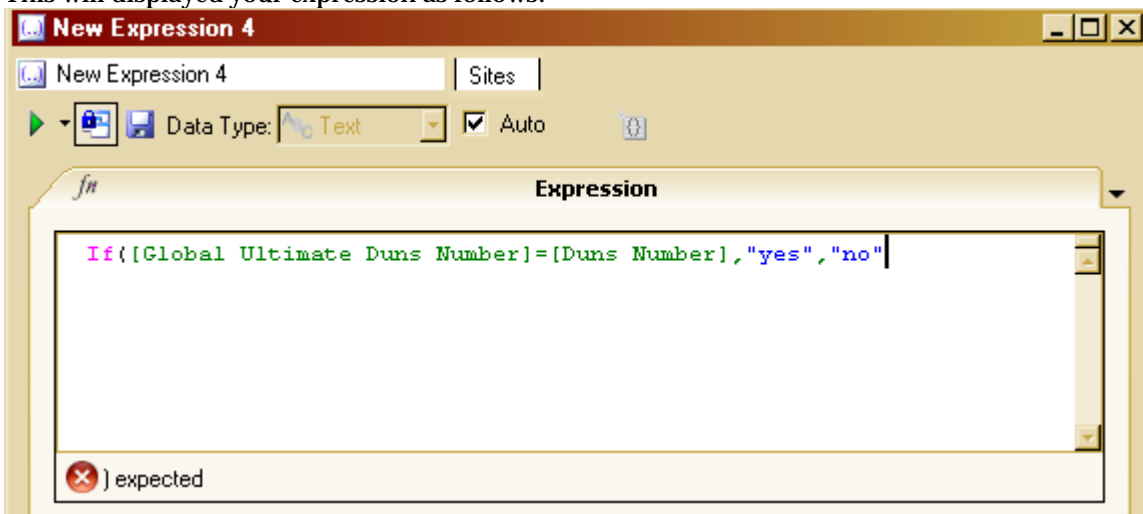 This will displayed your expression as follows:
New Expression 4
New Expression 4 Sites
Data Type: ABC Text Auto
fn Expression
If([Global Ultimate Duns Number]=[Duns Number],"yes","no"
) expected